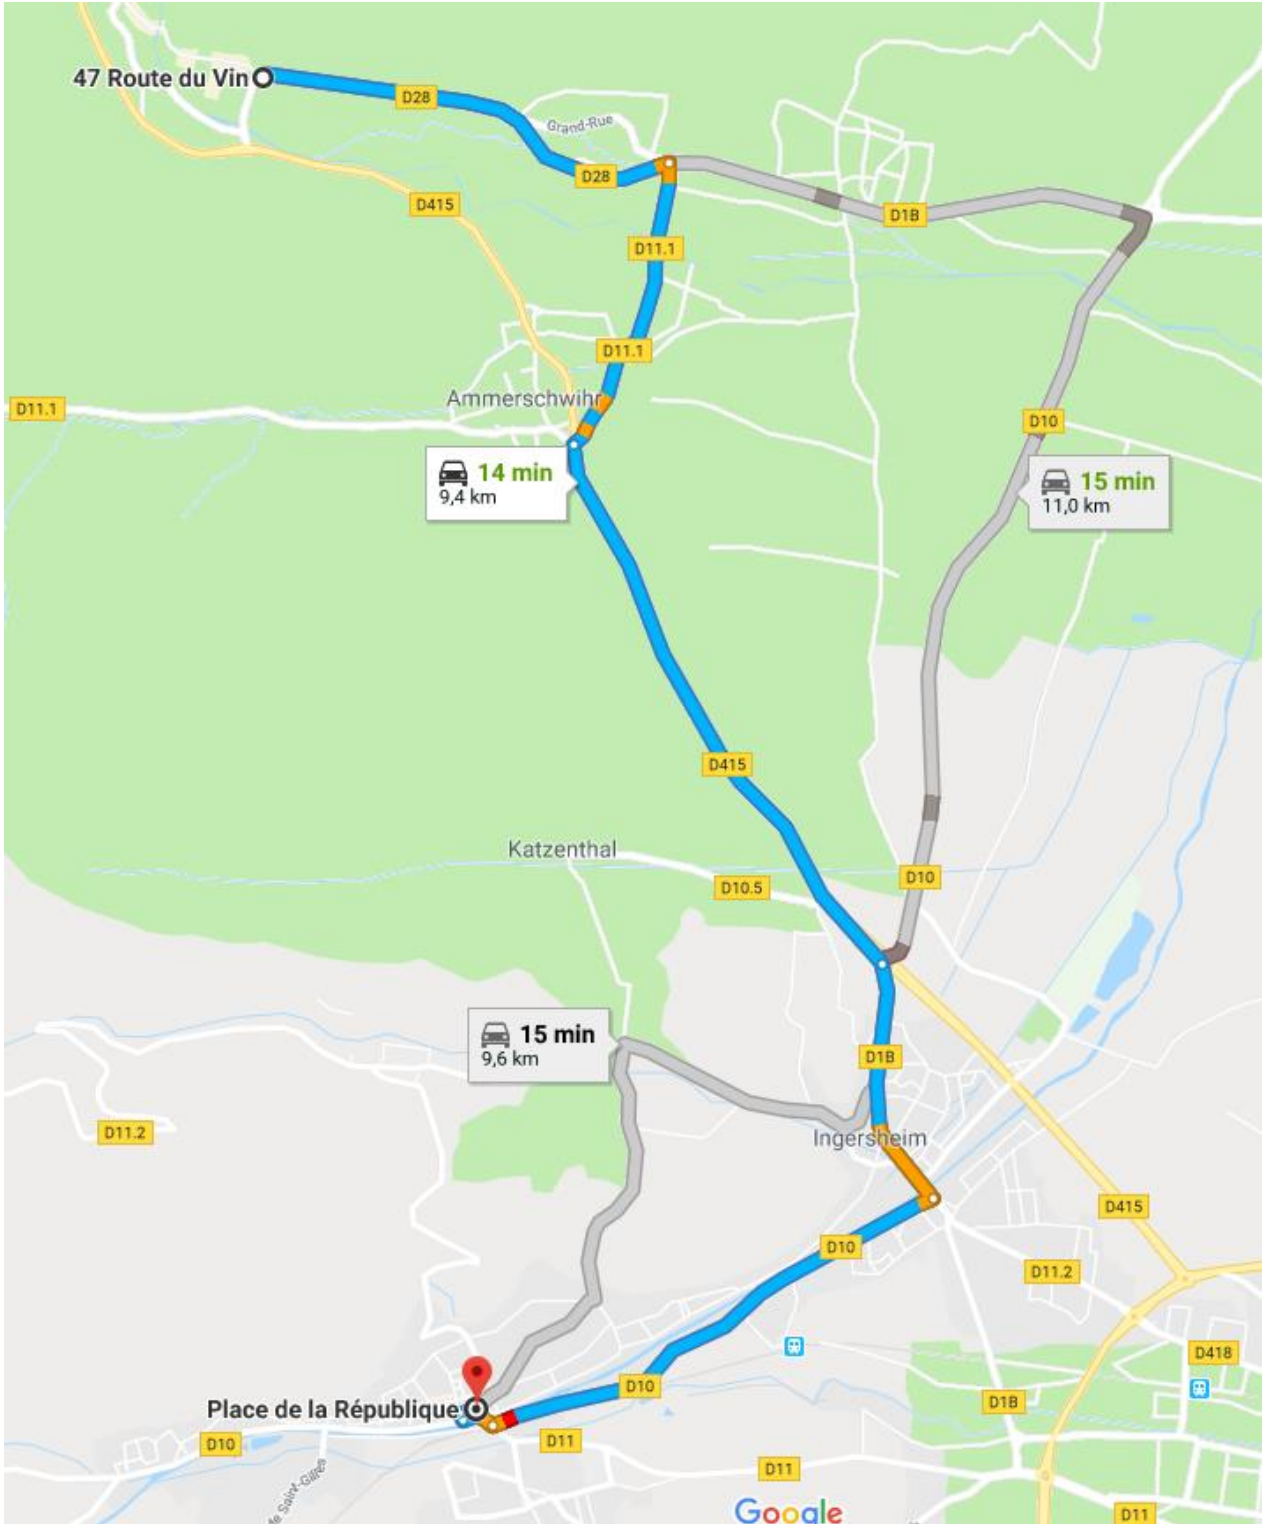 47 Route du Vin
D28
Grand-Rue
D28
D415
D1B
D11.1
D11.1
Ammerschwihr
D11.1
D10
14 min
9,4 km
15 min
11,0 km
D415
Katzenthal
D10.5
D10
15 min
9,6 km
D1B
D11.2
Ingersheim
D415
D10
D11.2
D418
D10
D1B
Place de la République
D10
D11
D11
de Saint-Gilles
D11
Google